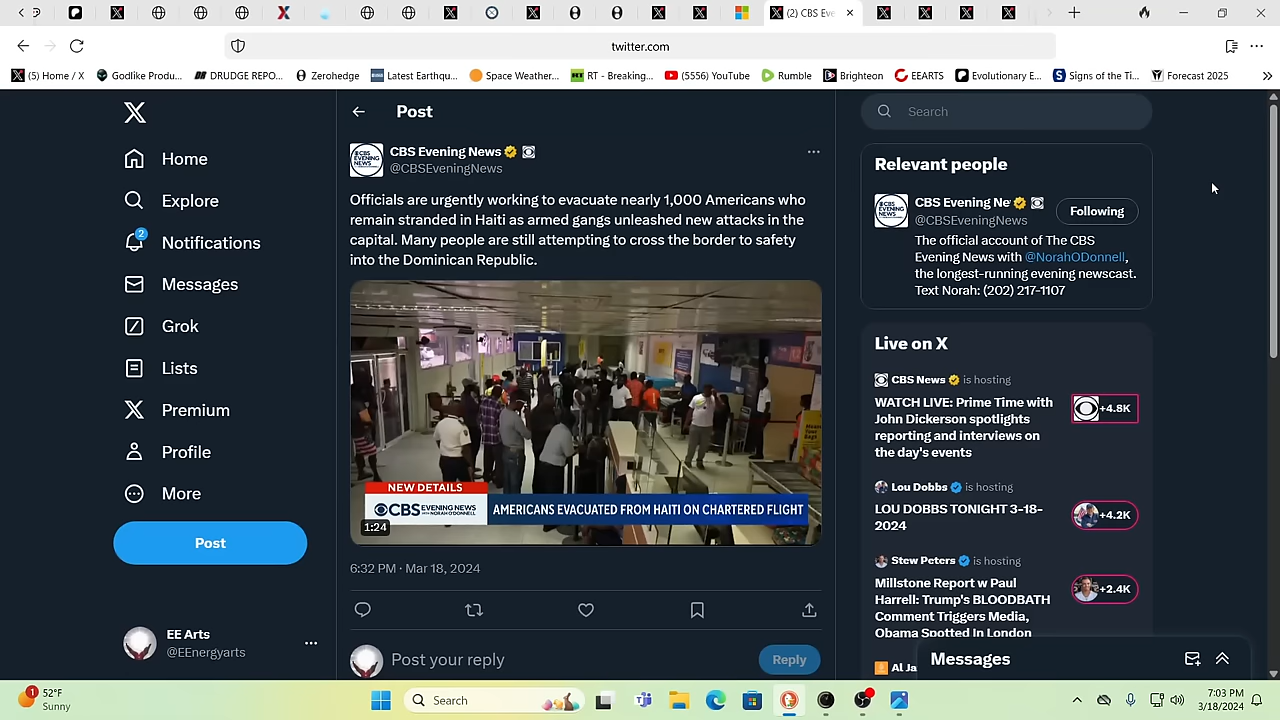 (2) CBS Eve
twitter.com
(5) Home / X
Godlike Produ...
DRUDGE REPO...
Zerohedge
Latest Earthqu...
Space Weather...
RT - Breaking...
(5556) YouTube
Rumble
Brighteon
EEARTS
Evolutionary E...
Signs of the Ti...
Forecast 2025
Home
Explore
2
Notifications
Messages
Grok
Lists
Premium
Profile
More
Post
EE Arts
@EEnergyarts
Post
CBS Evening News
@CBSEveningNews
Officials are urgently working to evacuate nearly 1,000 Americans who
remain stranded in Haiti as armed gangs unleashed new attacks in the
capital. Many people are still attempting to cross the border to safety
into the Dominican Republic.
NEW DETAILS
CBS EVENING NEWS
WITH NORAH O'DONNELL
AMERICANS EVACUATED FROM HAITI ON CHARTERED FLIGHT
1:24
6:32 PM · Mar 18, 2024
Post your reply
Reply
Search
Relevant people
CBS Evening Ne
@CBSEveningNews
Following
The official account of The CBS
Evening News with @NorahODonnell,
the longest-running evening newscast.
Text Norah: (202) 217-1107
Live on X
CBS News is hosting
WATCH LIVE: Prime Time with
John Dickerson spotlights
reporting and interviews on
the day's events
+4.8K
Lou Dobbs is hosting
LOU DOBBS TONIGHT 3-18-
2024
+4.2K
Stew Peters is hosting
Millstone Report w Paul
Harrell: Trump's BLOODBATH
Comment Triggers Media,
Obama Spotted In London
+2.4K
Al Ja
Messages
1
52°F
Sunny
Search
7:03 PM
3/18/2024